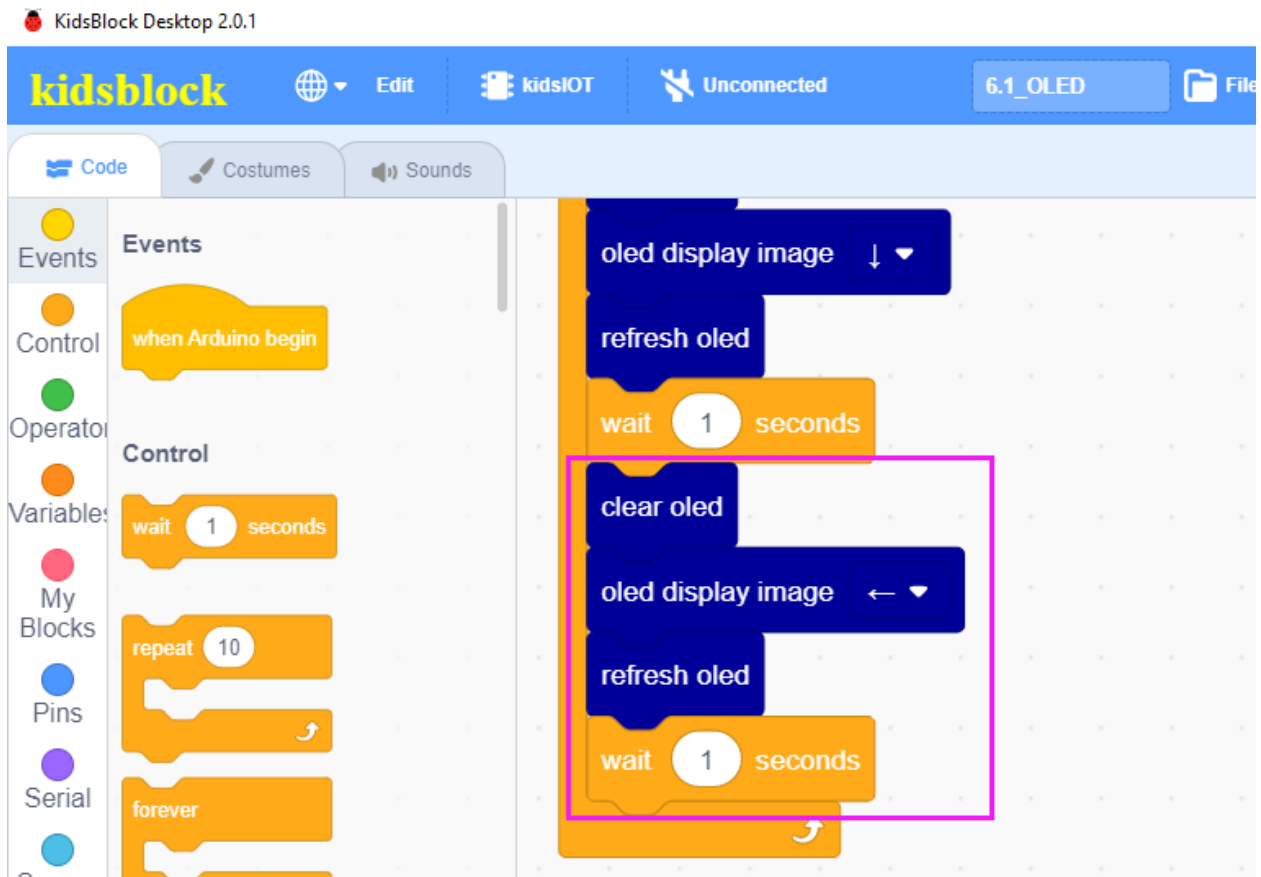 KidsBlock Desktop 2.0.1
kidsblock Edit kidsIOT Unconnected 6.1_OLED File
Code Costumes Sounds
Events
Control
Operator
Variables
My
Blocks
Pins
Serial
Events
when Arduino begin
Control
wait 1 seconds
repeat 10
forever
oled display image ↓
refresh oled
wait 1 seconds
clear oled
oled display image ←
refresh oled
wait 1 seconds